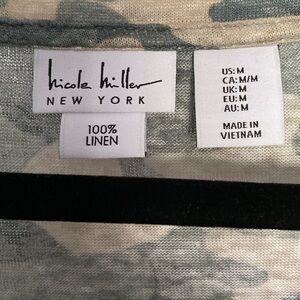 nicole miller
NEW YORK
100%
LINEN
US: M
CA: M/M
UK: M
EU: M
AU: M
MADE IN
VIETNAM